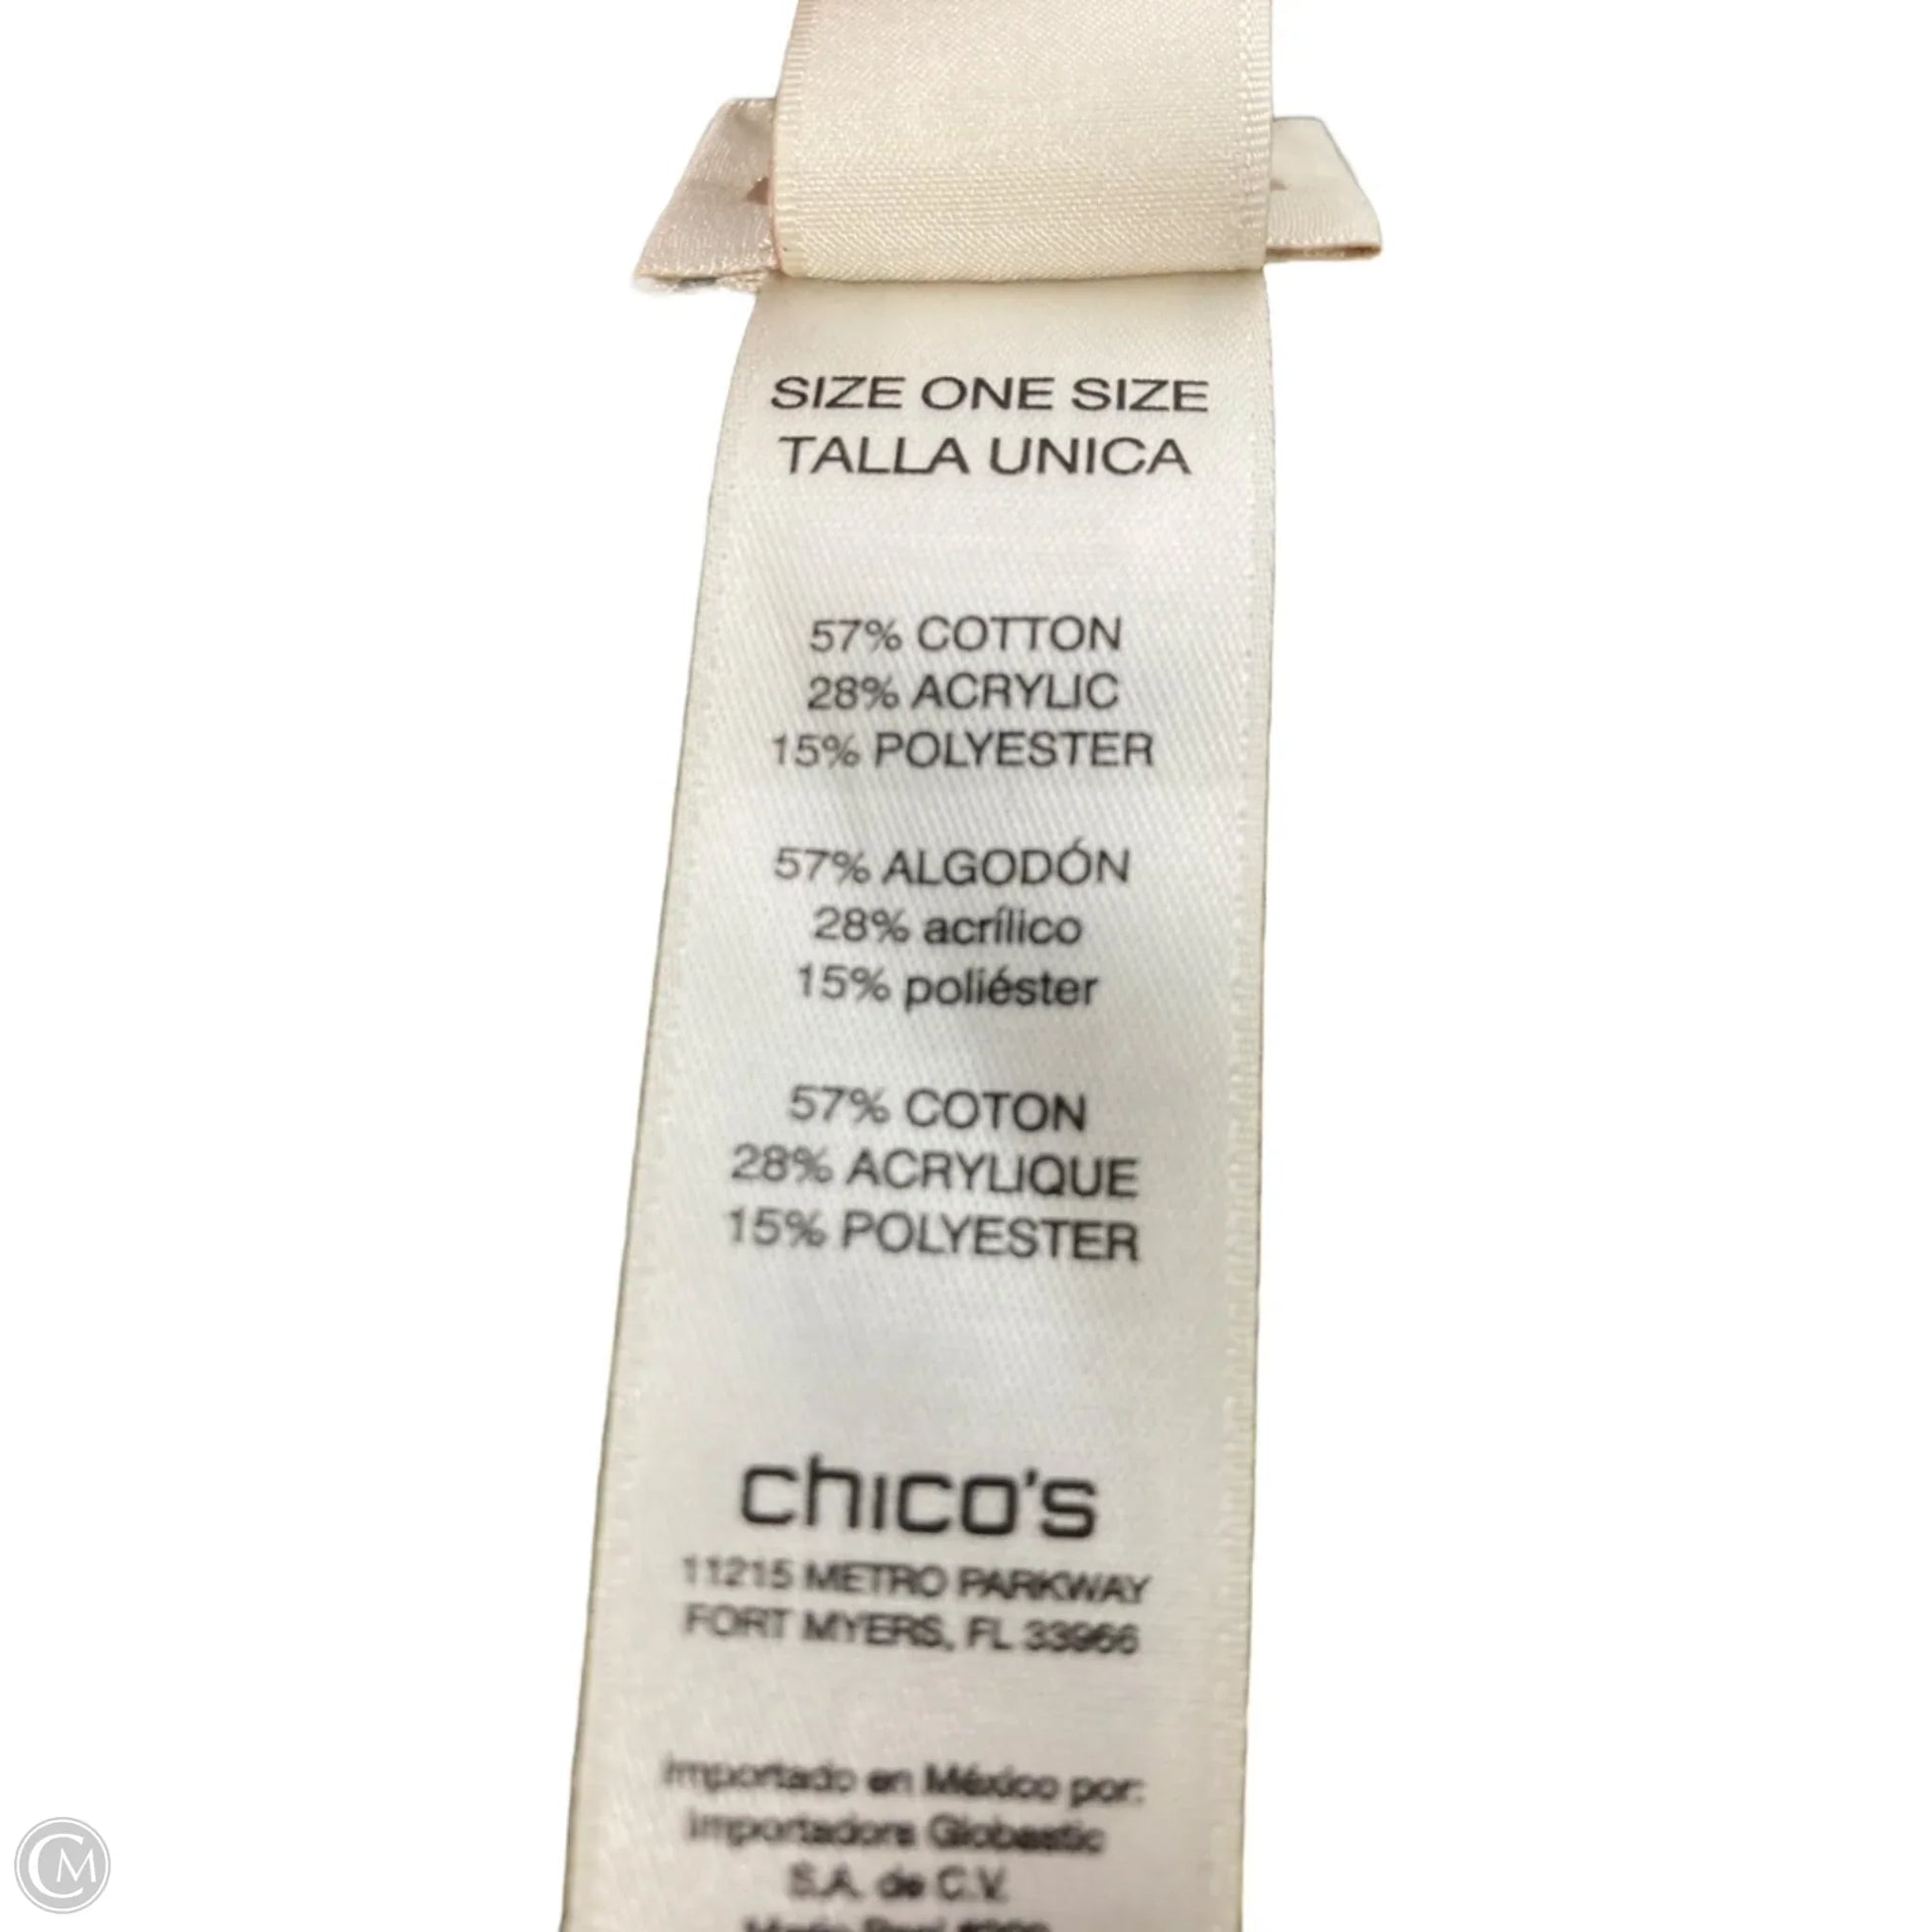 SIZE ONE SIZE
TALLA UNICA
57% COTTON
28% ACRYLIC
15% POLYESTER
57% ALGODÓN
28% acrílico
15% poliéster
57% COTON
28% ACRYLIQUE
15% POLYESTER
chico's
11215 METRO PARKWAY
FORT MYERS, FL 33966
Importado en México por:
Importadora Globastic
S.A. de C.V.
CM